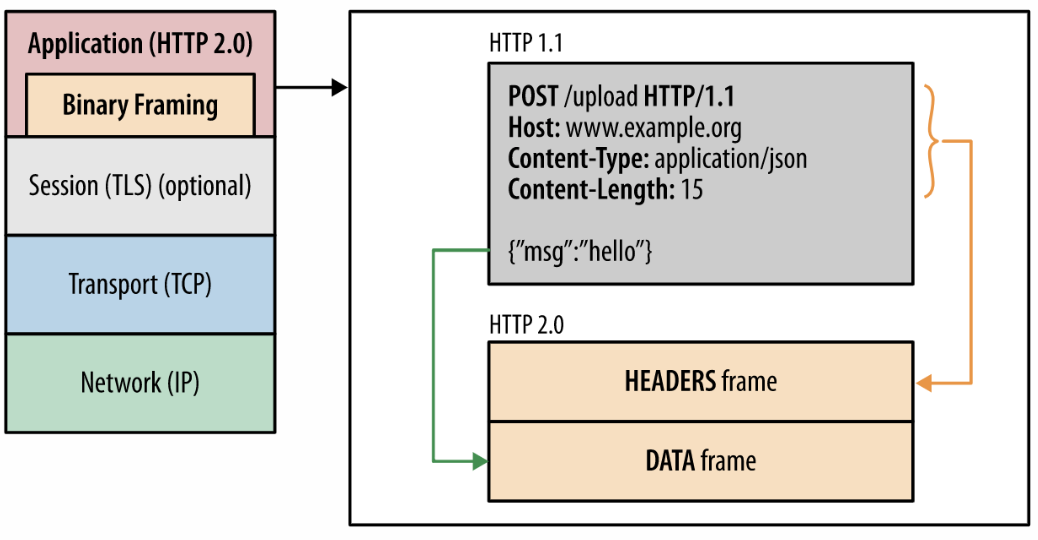 Application (HTTP 2.0)
Binary Framing
Session (TLS) (optional)
Transport (TCP)
Network (IP)
HTTP 1.1
POST /upload HTTP/1.1
Host: www.example.org
Content-Type: application/json
Content-Length: 15
{”msg”:”hello”}
HTTP 2.0
HEADERS frame
DATA frame